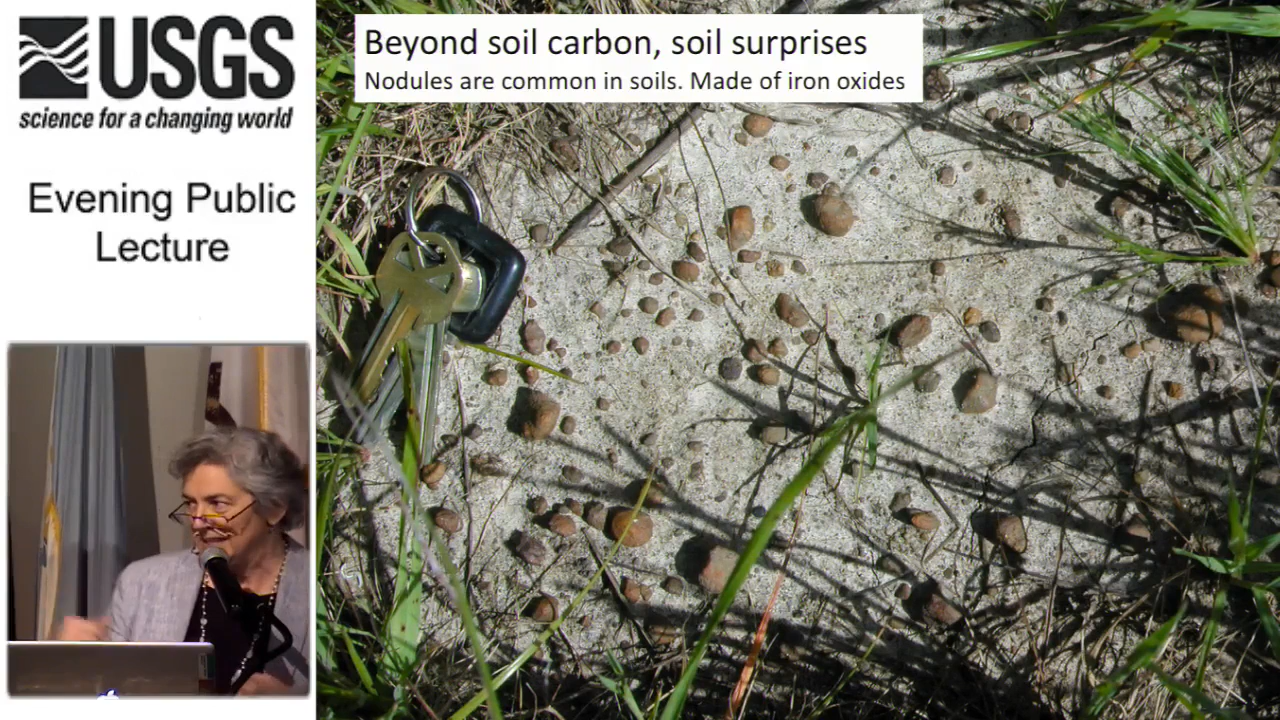 USGS
science for a changing world
Evening Public
Lecture
Beyond soil carbon, soil surprises
Nodules are common in soils. Made of iron oxides